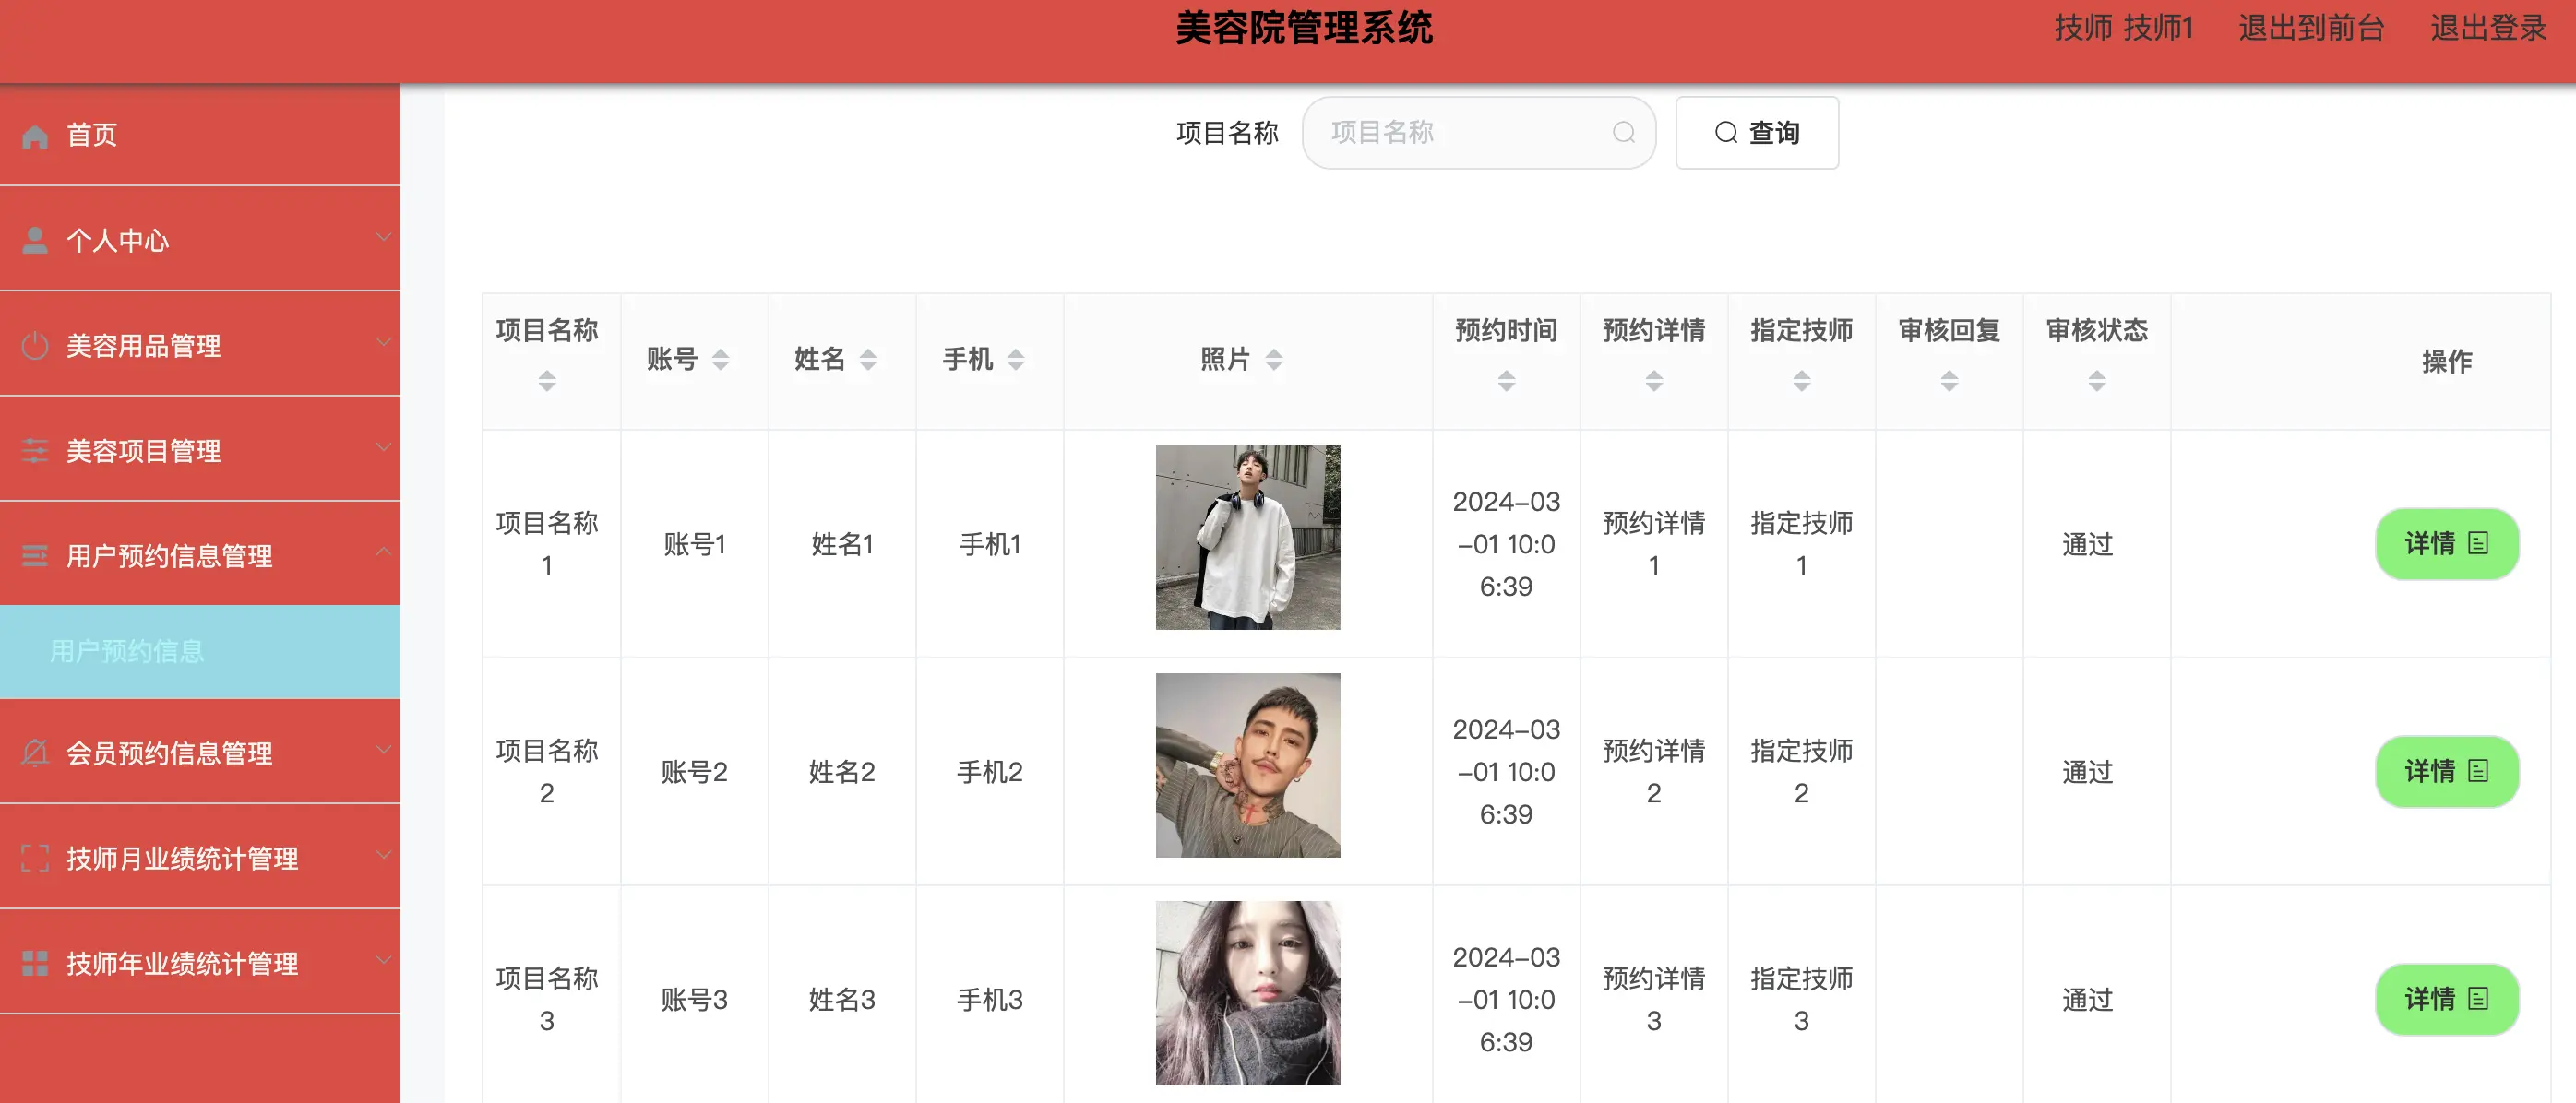 美容院管理系统
技师 技师1 退出到前台 退出登录
首页
个人中心
美容用品管理
美容项目管理
用户预约信息管理
用户预约信息
会员预约信息管理
技师月业绩统计管理
技师年业绩统计管理
项目名称 项目名称 查询
项目名称 账号 姓名 手机 照片 预约时间 预约详情 指定技师 审核回复 审核状态 操作
项目名称
1
账号1
姓名1
手机1
2024-03
-01 10:0
6:39
预约详情
1
指定技师
1
通过
详情
项目名称
2
账号2
姓名2
手机2
2024-03
-01 10:0
6:39
预约详情
2
指定技师
2
通过
详情
项目名称
3
账号3
姓名3
手机3
2024-03
-01 10:0
6:39
预约详情
3
指定技师
3
通过
详情